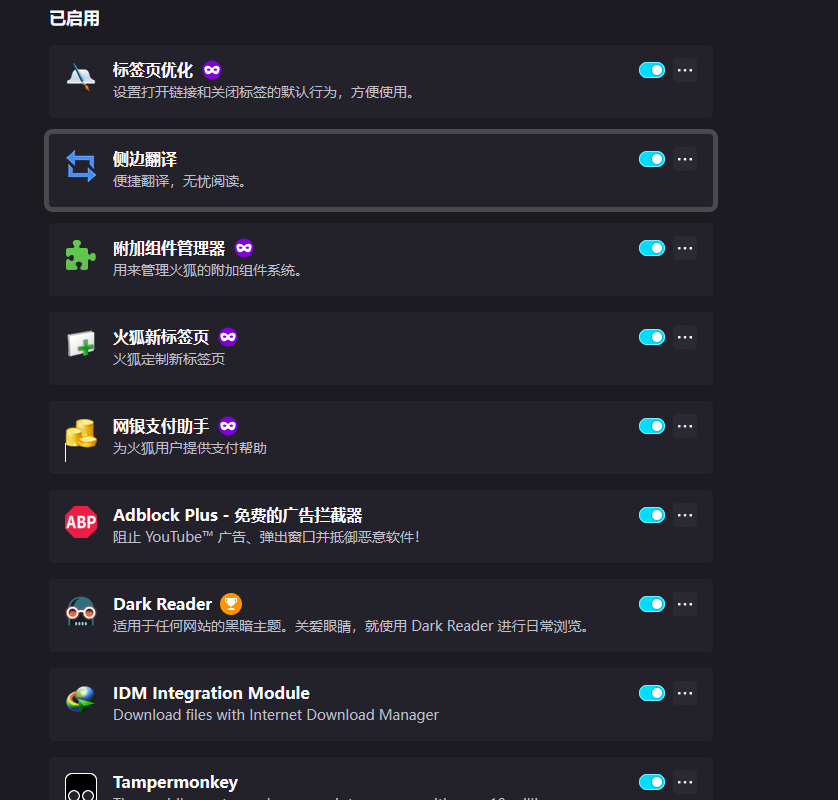 已启用
标签页优化
设置打开链接和关闭标签的默认行为，方便使用。
侧边翻译
便捷翻译，无忧阅读。
附加组件管理器
用来管理火狐的附加组件系统。
火狐新标签页
火狐定制新标签页
网银支付助手
为火狐用户提供支付帮助
ABP
Adblock Plus - 免费的广告拦截器
阻止 YouTube™ 广告、弹出窗口并抵御恶意软件！
Dark Reader
适用于任何网站的黑暗主题。关爱眼睛，就使用 Dark Reader 进行日常浏览。
IDM Integration Module
Download files with Internet Download Manager
Tampermonkey